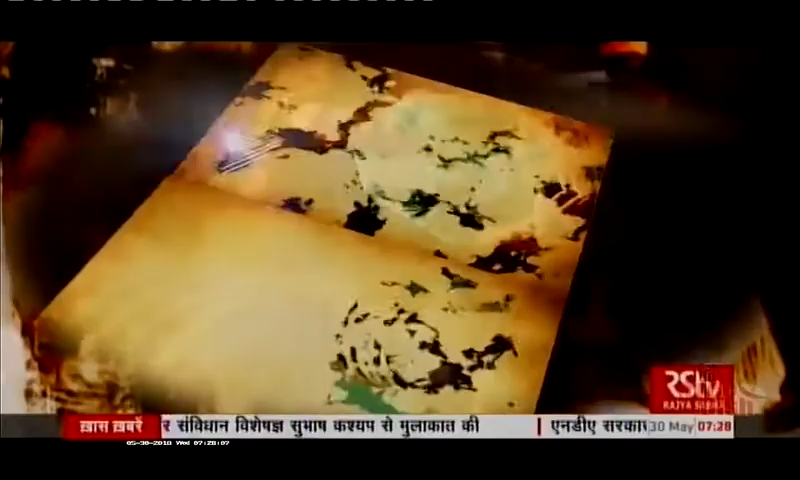 RSTV
RAJYA SABHA
ख़ास ख़बरें र संविधान विशेषज्ञ सुभाष कश्यप से मुलाकात की | एनडीए सरका 30 May 07:28
05-30-2018 Wed 07:28:07